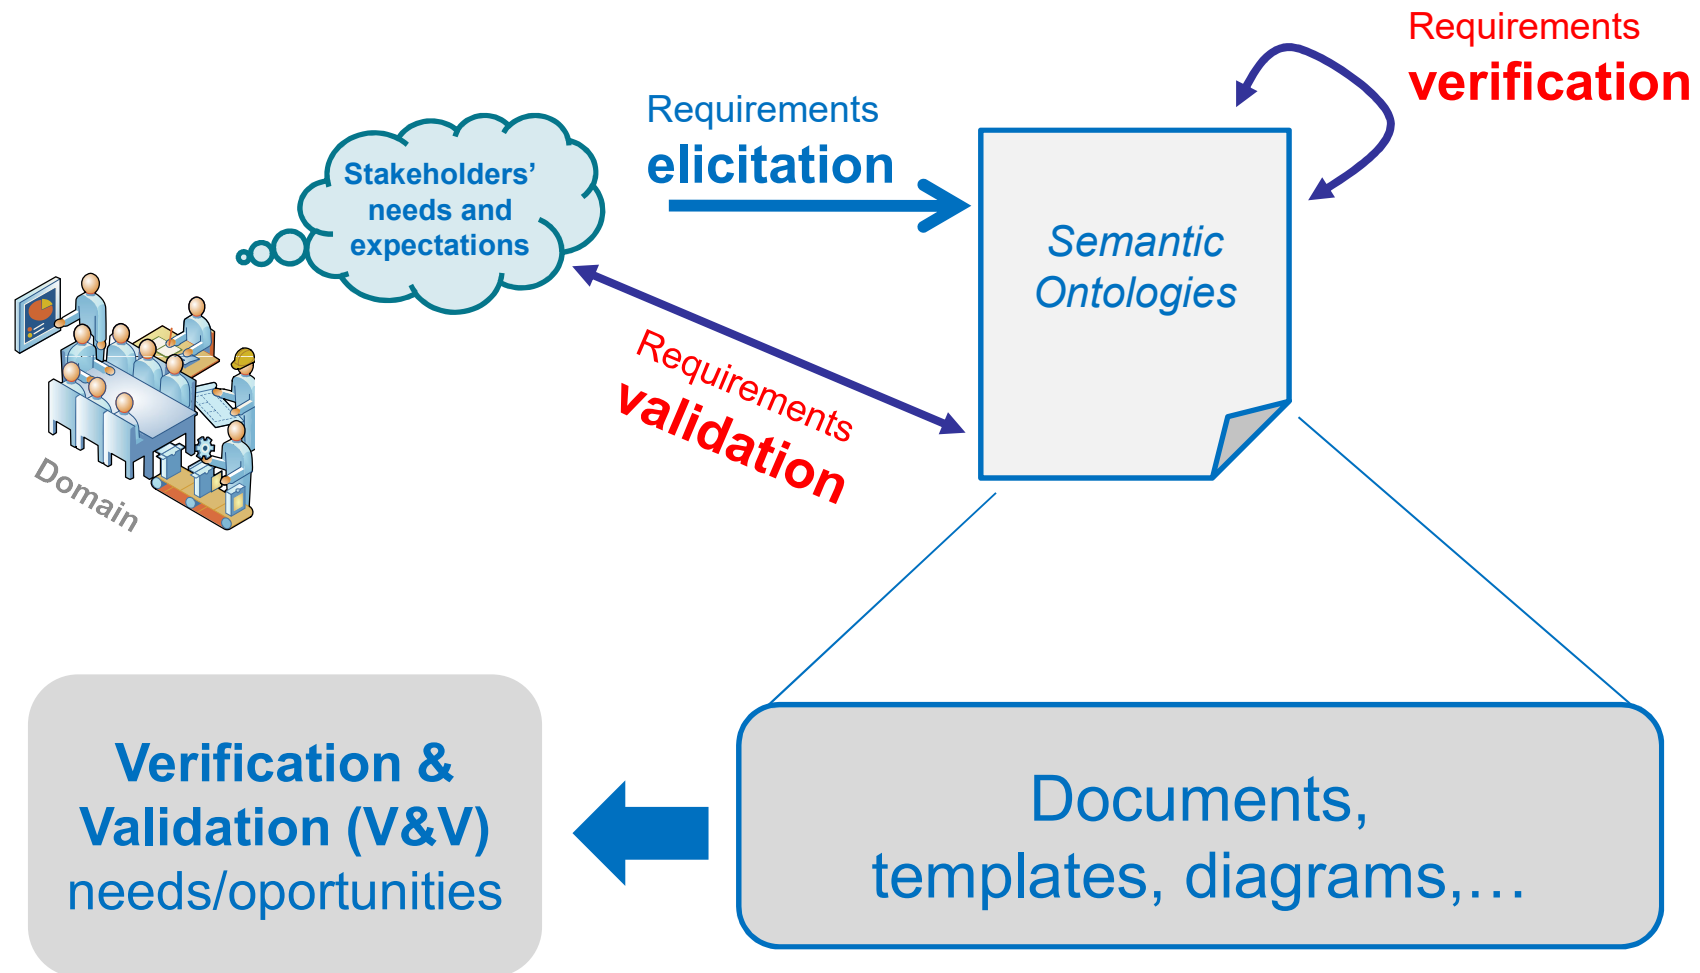 Requirements
verification
Requirements
elicitation
Stakeholders’
needs and
expectations
Semantic
Ontologies
Requirements
validation
Domain
Verification &
Validation (V&V)
needs/oportunities
Documents,
templates, diagrams,…